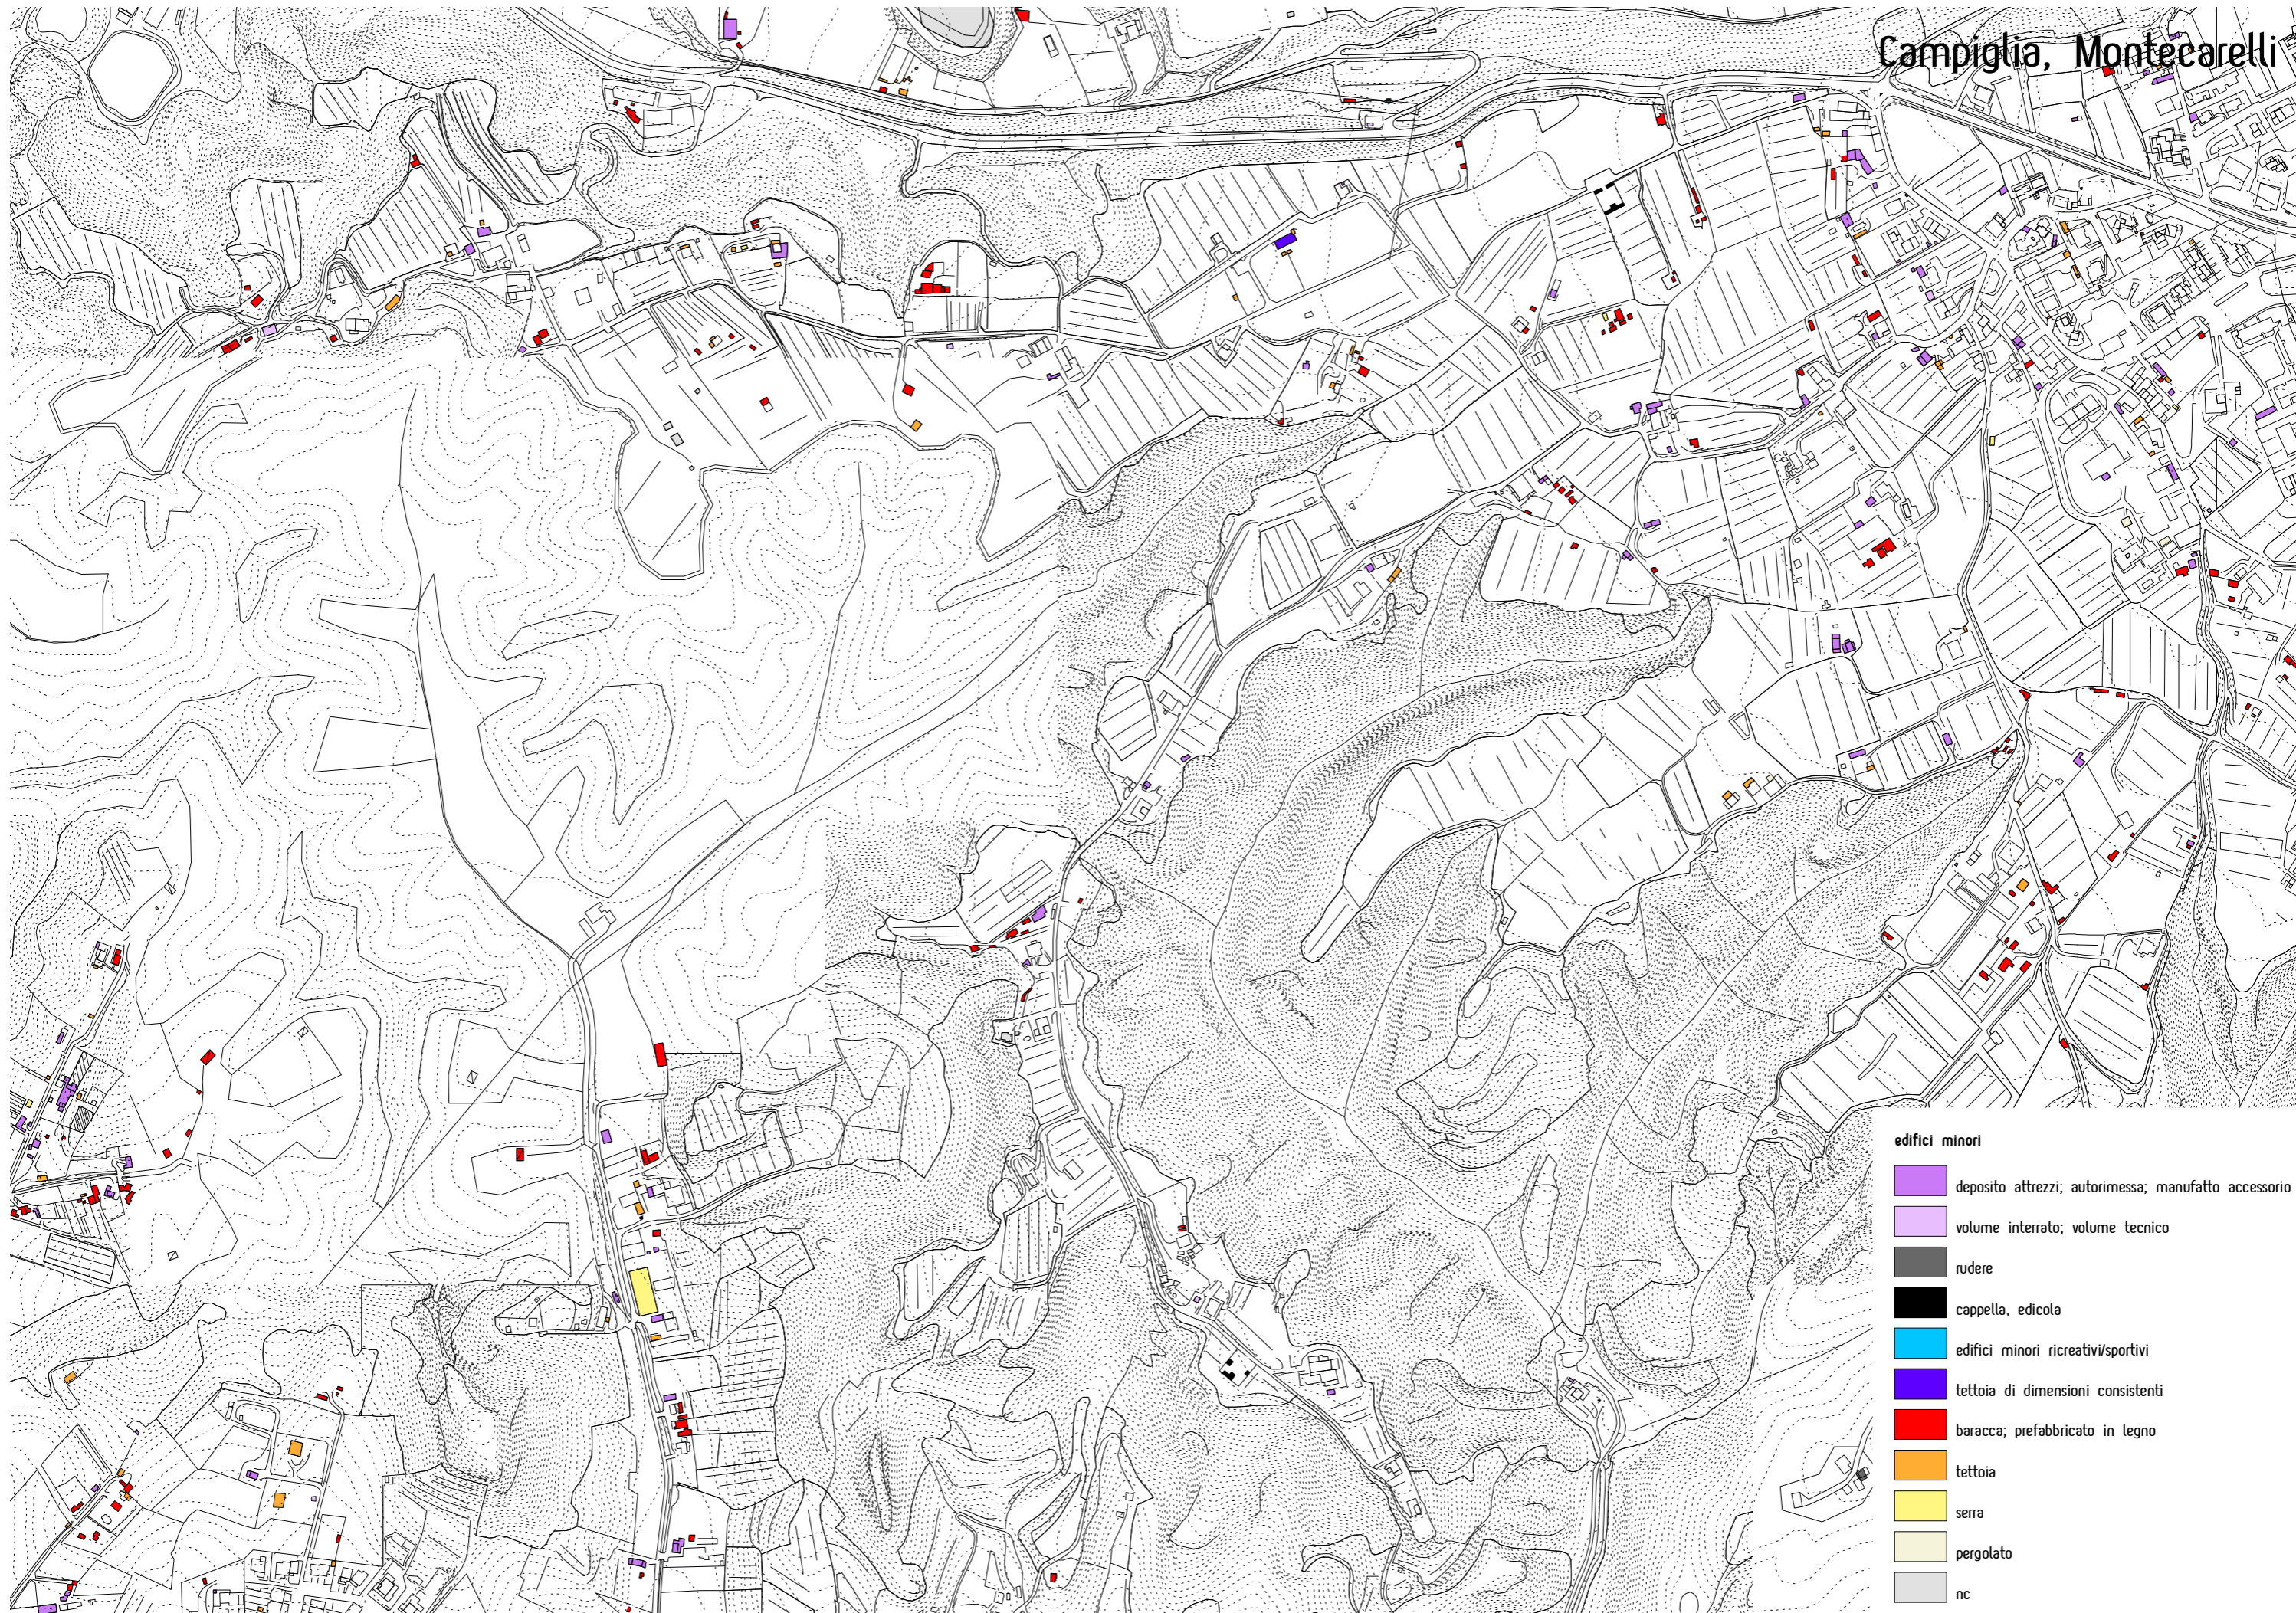 Campiglia, Montecarelli
edifici minori
deposito attrezzi; autorimessa; manufatto accessorio
volume interrato; volume tecnico
rudere
cappella, edicola
edifici minori ricreativi/sportivi
tettoia di dimensioni consistenti
baracca; prefabbricato in legno
tettoia
serra
pergolato
nc